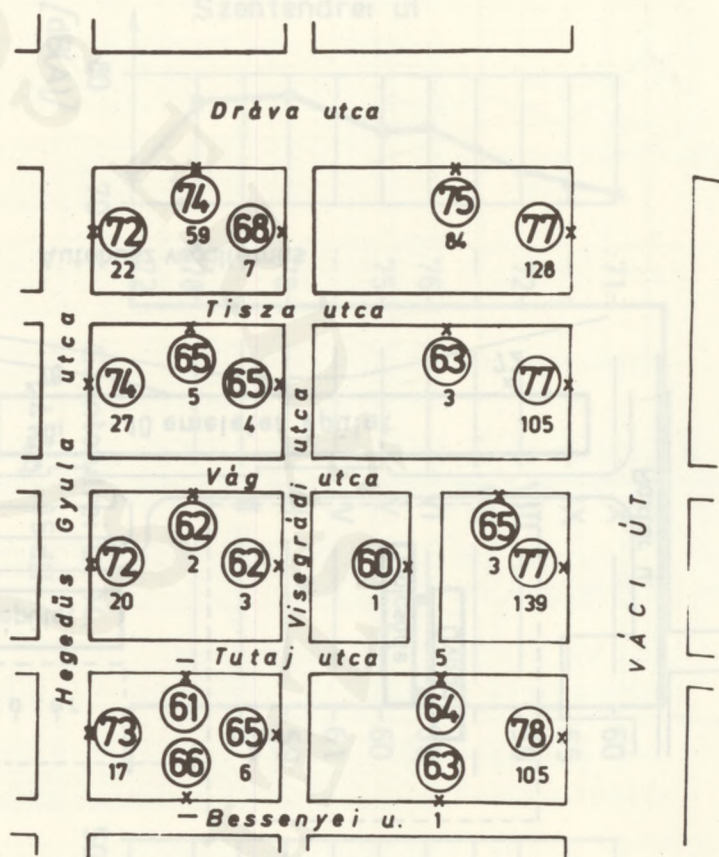 Dráva utca
74 75
72 59 68 84 77
22 7 128
Tisza utca
65 63
74 5 65 3 77
27 4 105
Vág utca
62 65
72 2 62 60 3 77
20 3 1 139
— Tutaj utca 5
61 64
73 65 78
17 66 6 63 105
— Bessenyei u. 1
Hegedűs Gyula utca
Visegrádi utca
VÁCI ÚT